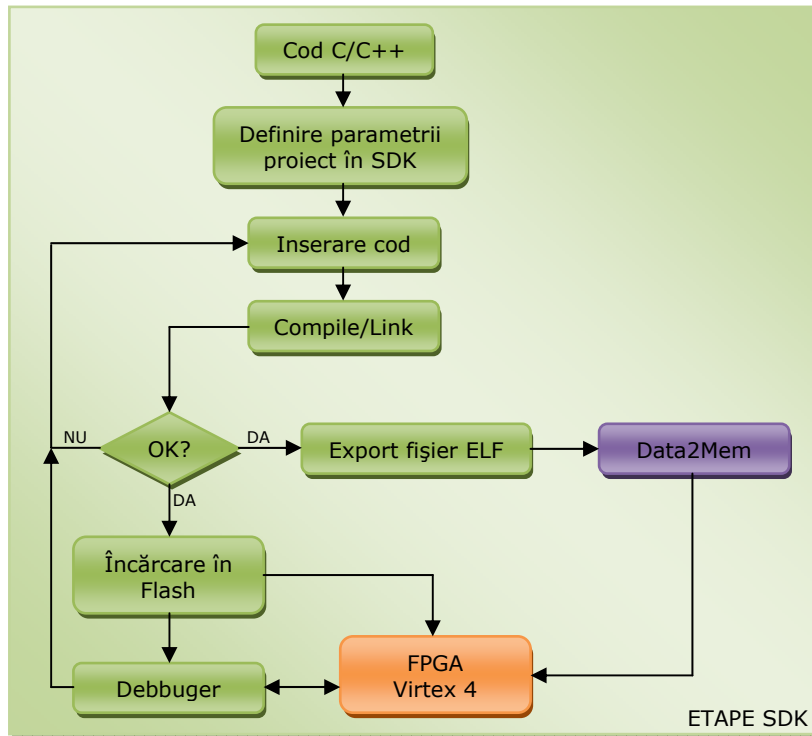 Cod C/C++
Definire parametrii
proiect în SDK
Inserare cod
Compile/Link
NU
OK?
DA
Export fişier ELF
Data2Mem
DA
Încărcare în
Flash
FPGA
Virtex 4
Debbuger
ETAPE SDK